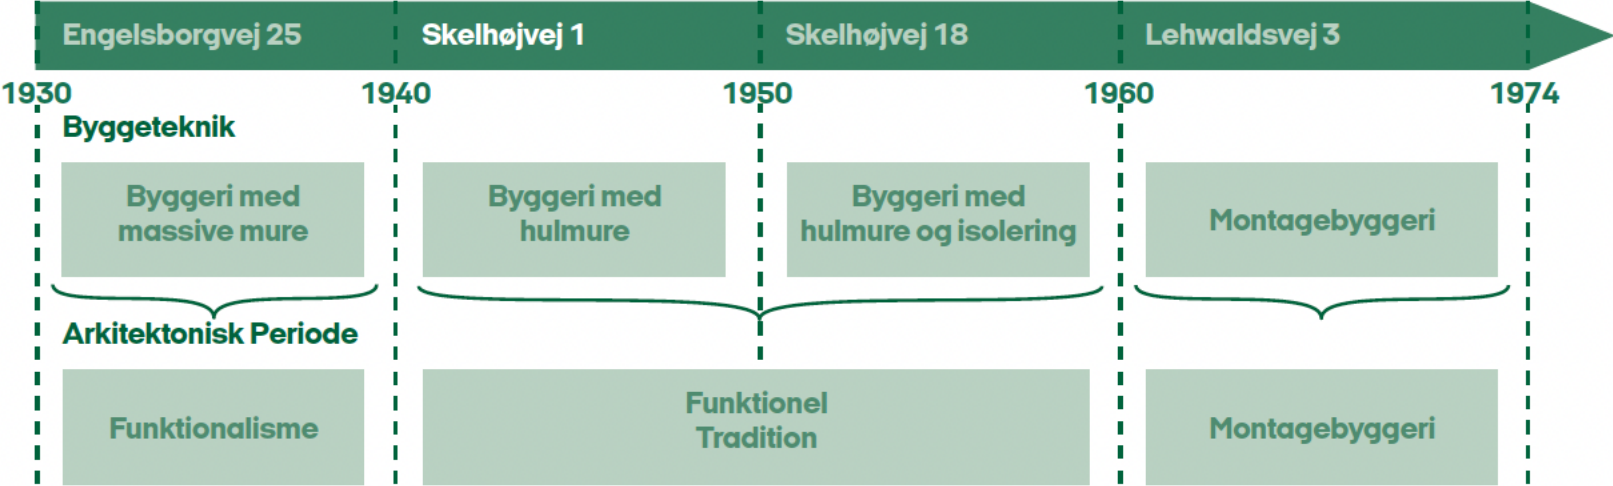 Engelsborgvej 25
Skelhøjvej 1
Skelhøjvej 18
Lehwaldsvej 3
1930
1940
1950
1960
1974
Byggeteknik
Byggeri med
massive mure
Byggeri med
hulmure
Byggeri med
hulmure og isolering
Montagebyggeri
Arkitektonisk Periode
Funktionalisme
Funktionel
Tradition
Montagebyggeri